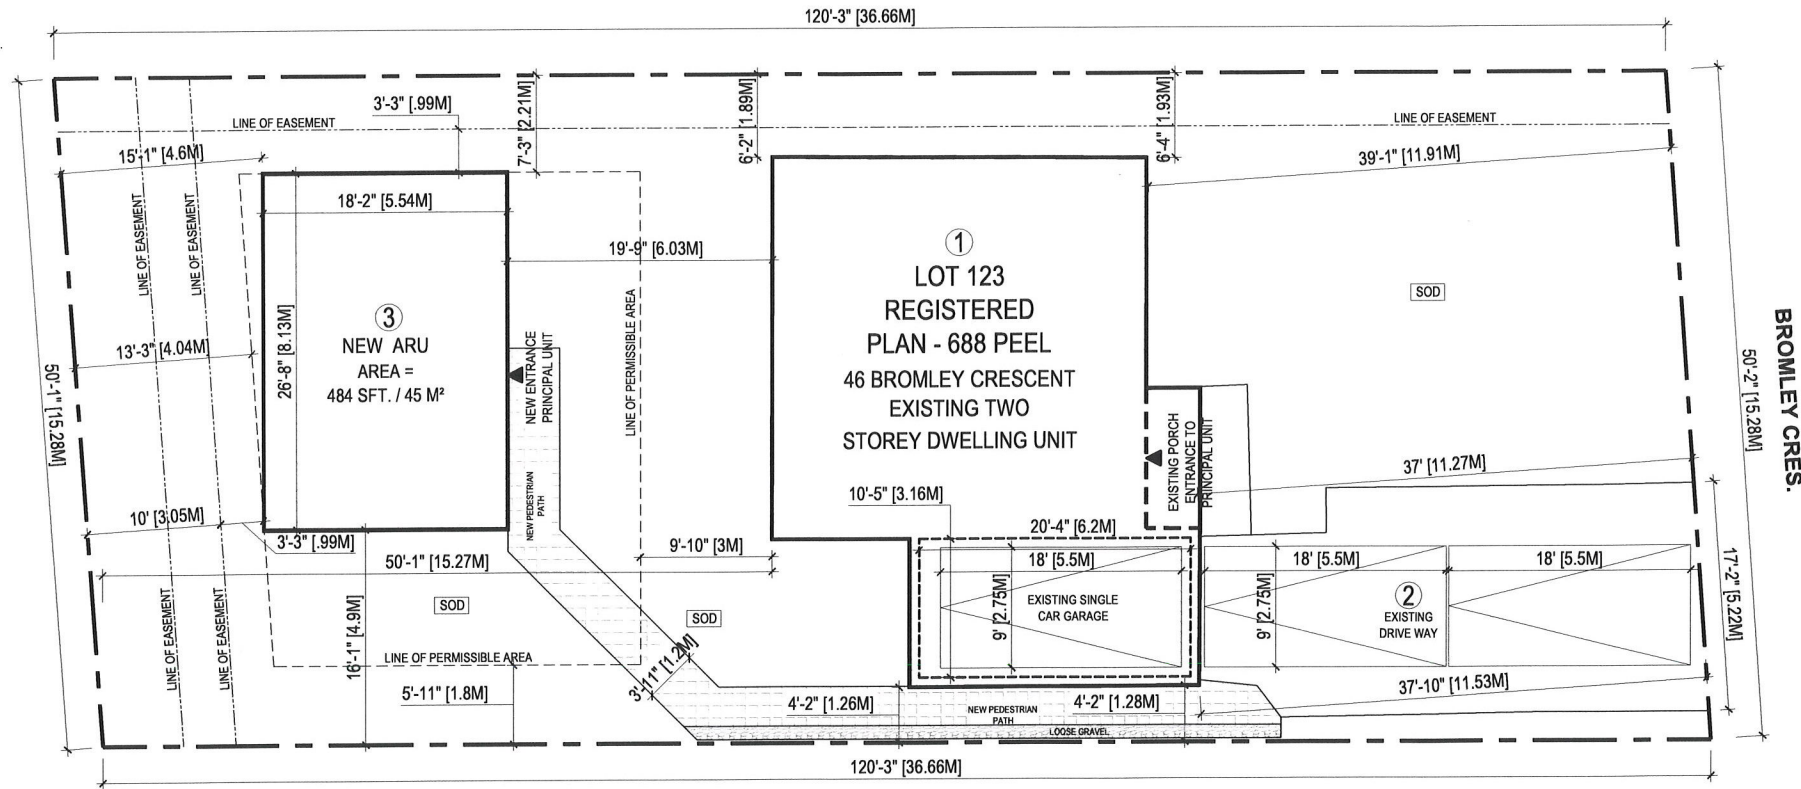 120'-3" [36.66M]
3'-3" [.99M]
7'-3" [2.21M]
6'-2" [1.89M]
6'-4" [1.93M]
LINE OF EASEMENT
LINE OF EASEMENT
15'-1" [4.6M]
39'-1" [11.91M]
18'-2" [5.54M]
LINE OF EASEMENT
LINE OF EASEMENT
19'-9" [6.03M]
①
LOT 123
REGISTERED
PLAN - 688 PEEL
46 BROMLEY CRESCENT
EXISTING TWO
STOREY DWELLING UNIT
SOD
③
NEW ARU
AREA =
484 SFT. / 45 M²
26'-8" [8.13M]
13'-3" [4.04M]
50'-1" [15.28M]
NEW ENTRANCE
PRINCIPAL UNIT
LINE OF PERMISSIBLE AREA
BROMLEY CRES.
50'-2" [15.28M]
EXISTING PORCH
ENTRANCE TO
PRINCIPAL UNIT
37' [11.27M]
10'-5" [3.16M]
NEW PEDESTRIAN
PATH
10' [3.05M]
3'-3" [.99M]
20'-4" [6.2M]
9'-10" [3M]
50'-1" [15.27M]
18' [5.5M]
18' [5.5M]
18' [5.5M]
17'-2" [5.22M]
9' [2.75M]
9' [2.75M]
EXISTING SINGLE
CAR GARAGE
②
EXISTING
DRIVE WAY
SOD
SOD
LINE OF EASEMENT
LINE OF EASEMENT
16'-1" [4.9M]
LINE OF PERMISSIBLE AREA
3'-11" [1.2M]
5'-11" [1.8M]
37'-10" [11.53M]
4'-2" [1.26M]
NEW PEDESTRIAN
PATH
4'-2" [1.28M]
LOOSE GRAVEL
120'-3" [36.66M]